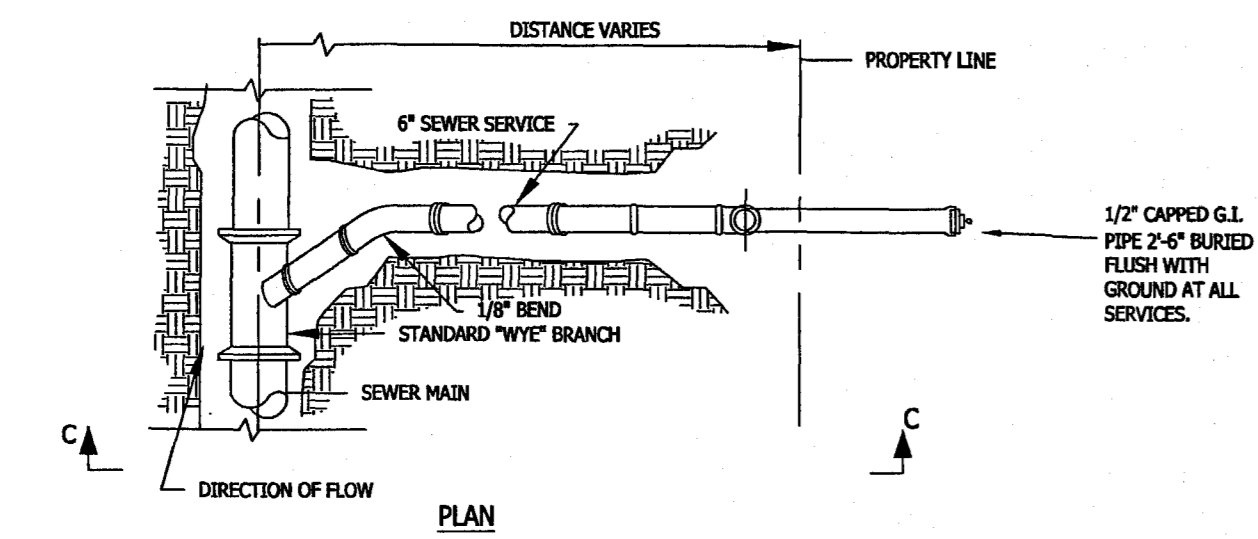 DISTANCE VARIES
PROPERTY LINE
6" SEWER SERVICE
1/2" CAPPED G.I.
PIPE 2'-6" BURIED
FLUSH WITH
GROUND AT ALL
SERVICES.
1/8" BEND
STANDARD "WYE" BRANCH
SEWER MAIN
C
C
DIRECTION OF FLOW
PLAN